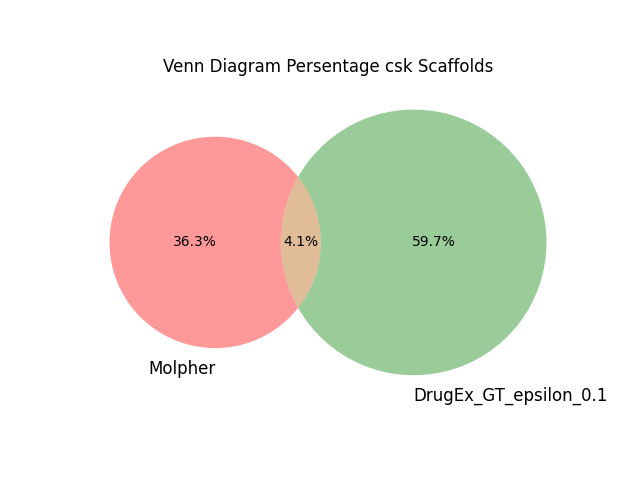 Venn Diagram Persentage csk Scaffolds
36.3%
4.1%
59.7%
Molpher
DrugEx_GT_epsilon_0.1